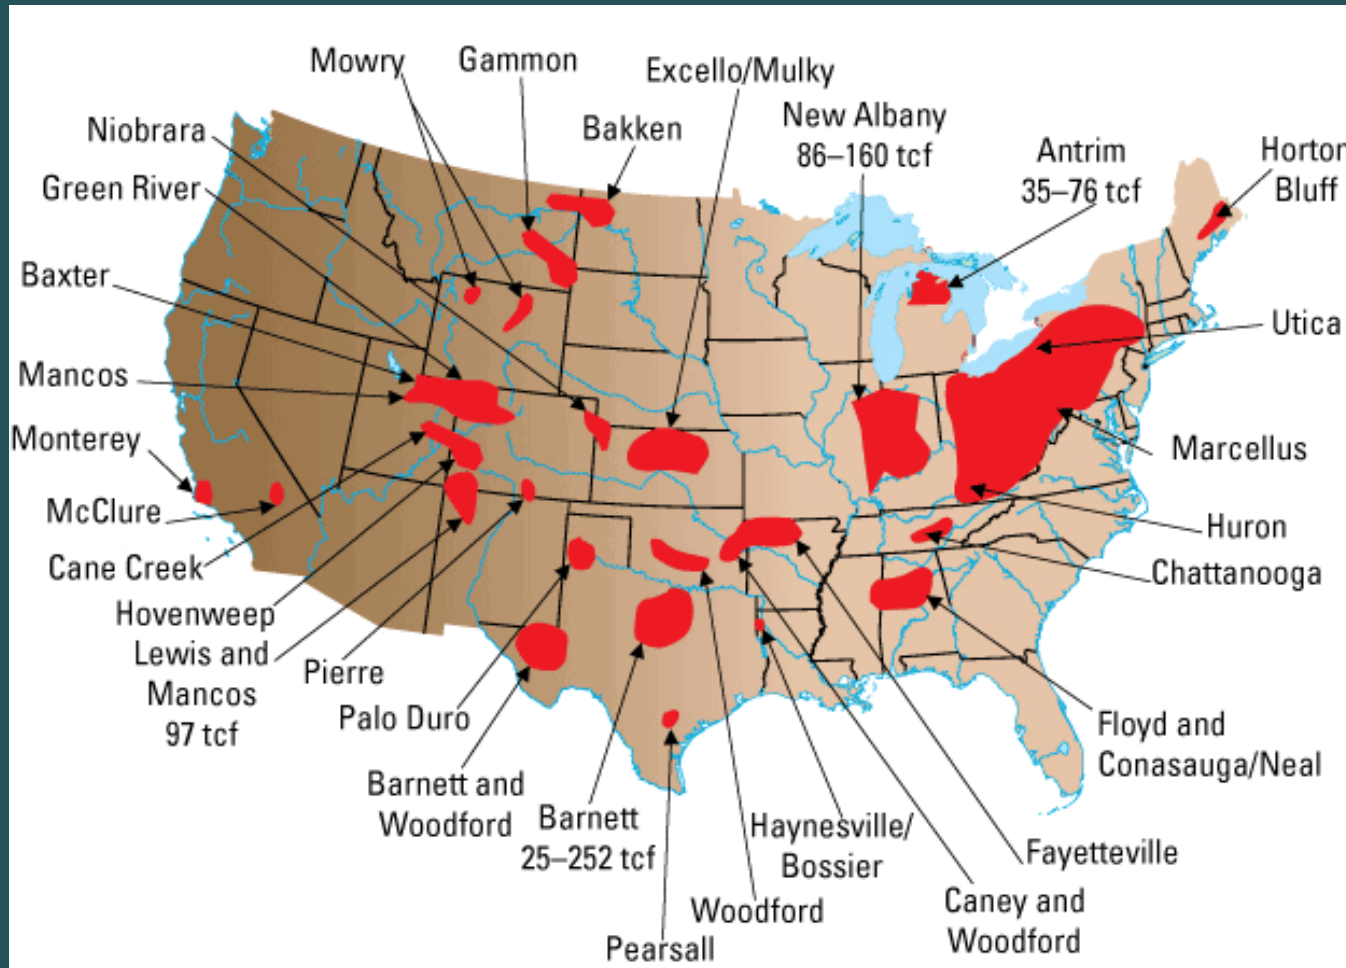 Mowry
Gammon
Excello/Mulky
Niobrara
Bakken
New Albany
86–160 tcf
Antrim
35–76 tcf
Horton
Bluff
Green River
Baxter
Utica
Mancos
Monterey
Marcellus
McClure
Huron
Cane Creek
Chattanooga
Hovenweep
Lewis and
Mancos
97 tcf
Pierre
Palo Duro
Floyd and
Conasauga/Neal
Barnett and
Woodford
Barnett
25–252 tcf
Haynesville/
Bossier
Fayetteville
Woodford
Caney and
Woodford
Pearsall